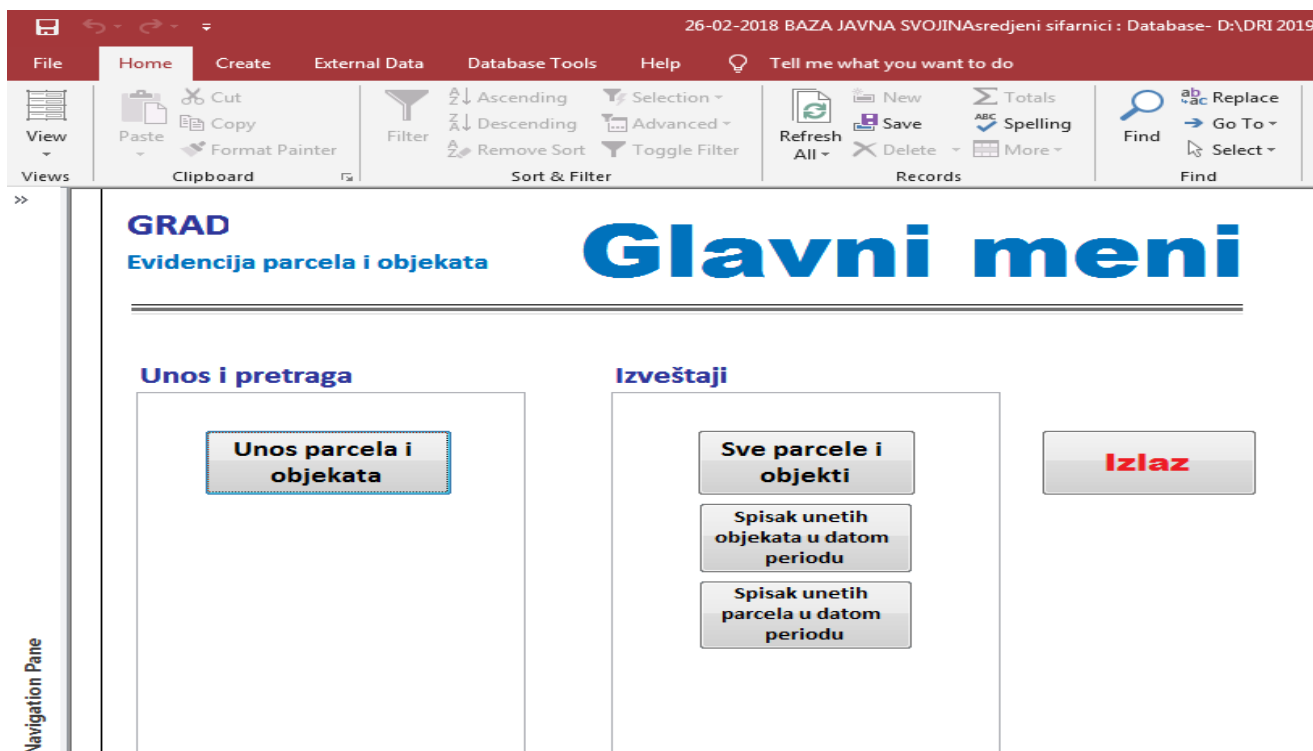 26-02-2018 BAZA JAVNA SVOJINAsredjeni sifarnici : Database- D:\DRI 2019
File Home Create External Data Database Tools Help Tell me what you want to do
View
Views
Paste
Cut
Copy
Format Painter
Clipboard
Filter
Ascending
Descending
Remove Sort
Selection
Advanced
Toggle Filter
Sort & Filter
Refresh
All
New
Save
Delete
Totals
Spelling
More
Records
Find
Replace
Go To
Select
Find
GRAD
Evidencija parcela i objekata
Glavni meni
Unos i pretraga
Unos parcela i
objekata
Izveštaji
Sve parcele i
objekti
Spisak unetih
objekata u datom
periodu
Spisak unetih
parcela u datom
periodu
Izlaz
Navigation Pane